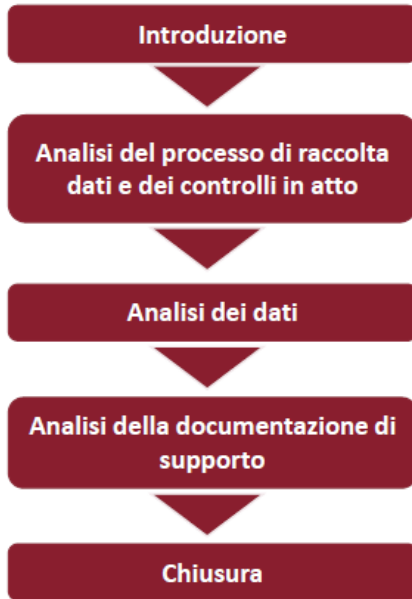 Introduzione
Analisi del processo di raccolta
dati e dei controlli in atto
Analisi dei dati
Analisi della documentazione di
supporto
Chiusura